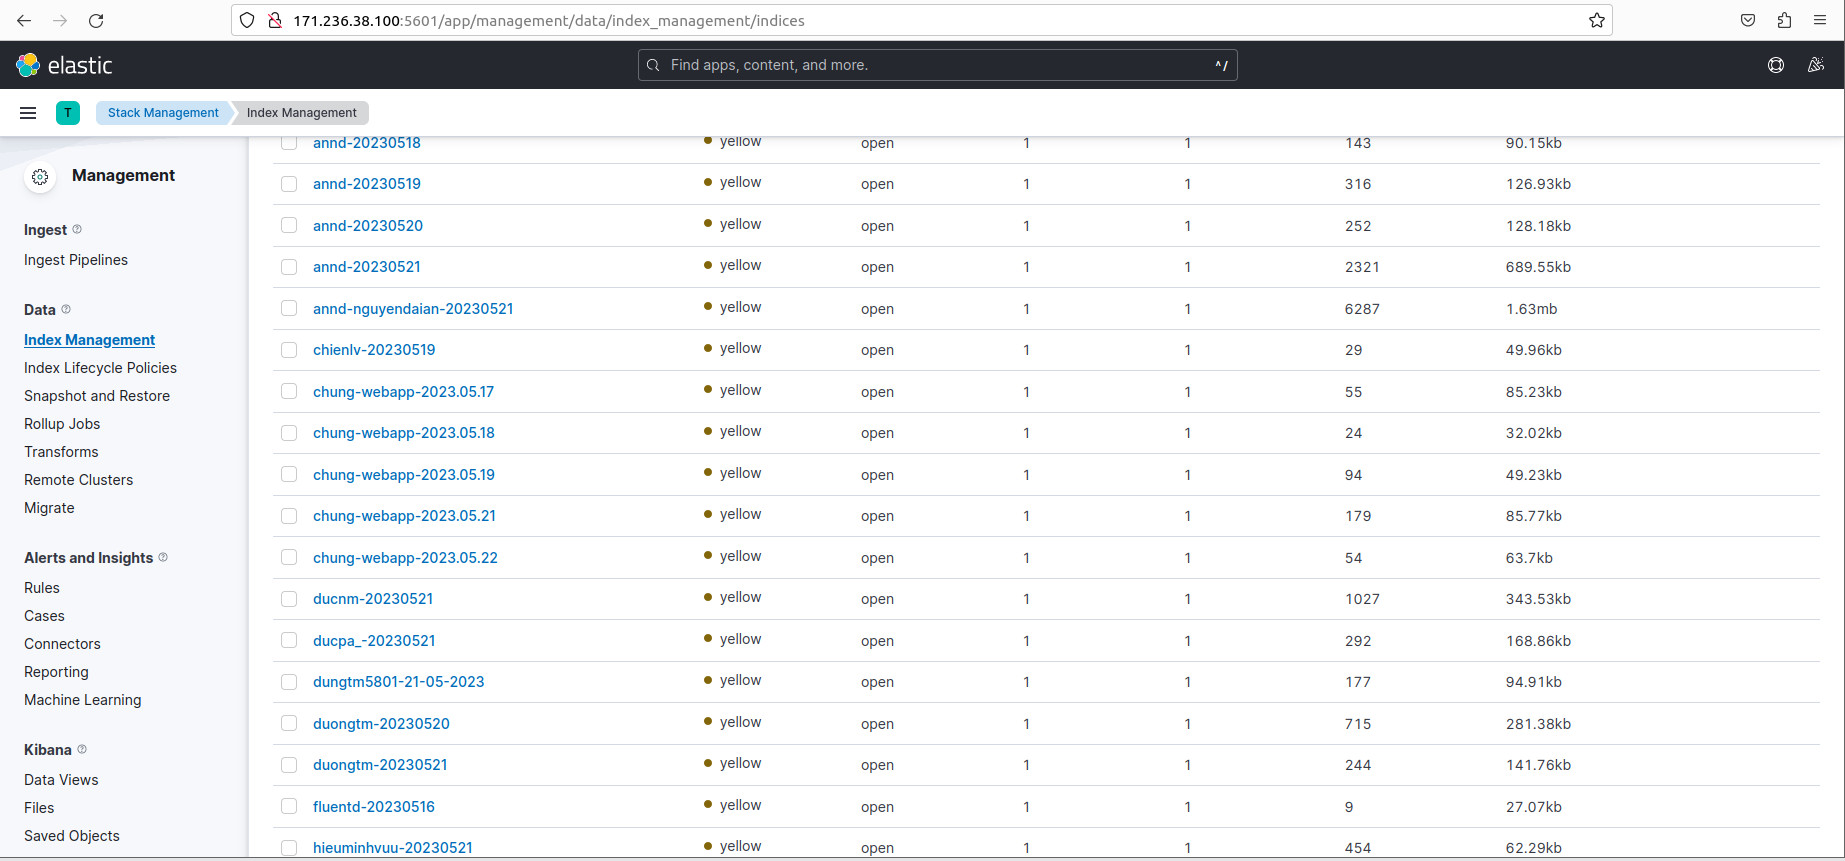 171.236.38.100:5601/app/management/data/index_management/indices
elastic
Find apps, content, and more.
^/
T
Stack Management
Index Management
Management
Ingest
Ingest Pipelines
Data
Index Management
Index Lifecycle Policies
Snapshot and Restore
Rollup Jobs
Transforms
Remote Clusters
Migrate
Alerts and Insights
Rules
Cases
Connectors
Reporting
Machine Learning
Kibana
Data Views
Files
Saved Objects
annd-20230518 yellow open 1 1 143 90.15kb
annd-20230519 yellow open 1 1 316 126.93kb
annd-20230520 yellow open 1 1 252 128.18kb
annd-20230521 yellow open 1 1 2321 689.55kb
annd-nguyendaian-20230521 yellow open 1 1 6287 1.63mb
chienlv-20230519 yellow open 1 1 29 49.96kb
chung-webapp-2023.05.17 yellow open 1 1 55 85.23kb
chung-webapp-2023.05.18 yellow open 1 1 24 32.02kb
chung-webapp-2023.05.19 yellow open 1 1 94 49.23kb
chung-webapp-2023.05.21 yellow open 1 1 179 85.77kb
chung-webapp-2023.05.22 yellow open 1 1 54 63.7kb
ducnm-20230521 yellow open 1 1 1027 343.53kb
ducpa_-20230521 yellow open 1 1 292 168.86kb
dungtm5801-21-05-2023 yellow open 1 1 177 94.91kb
duongtm-20230520 yellow open 1 1 715 281.38kb
duongtm-20230521 yellow open 1 1 244 141.76kb
fluentd-20230516 yellow open 1 1 9 27.07kb
hieuminhvuu-20230521 yellow open 1 1 454 62.29kb